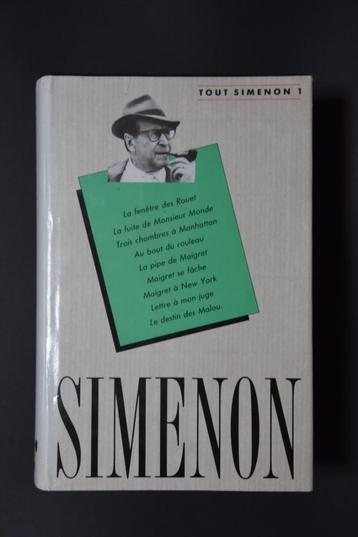 TOUT SIMENON 1
La fenêtre des Rouet
La fuite de Monsieur Monde
Trois chambres à Manhattan
Au bout du rouleau
La pipe de Maigret
Maigret se fâche
Maigret à New York
Lettre à mon juge
Le destin des Malou.
SIMENON